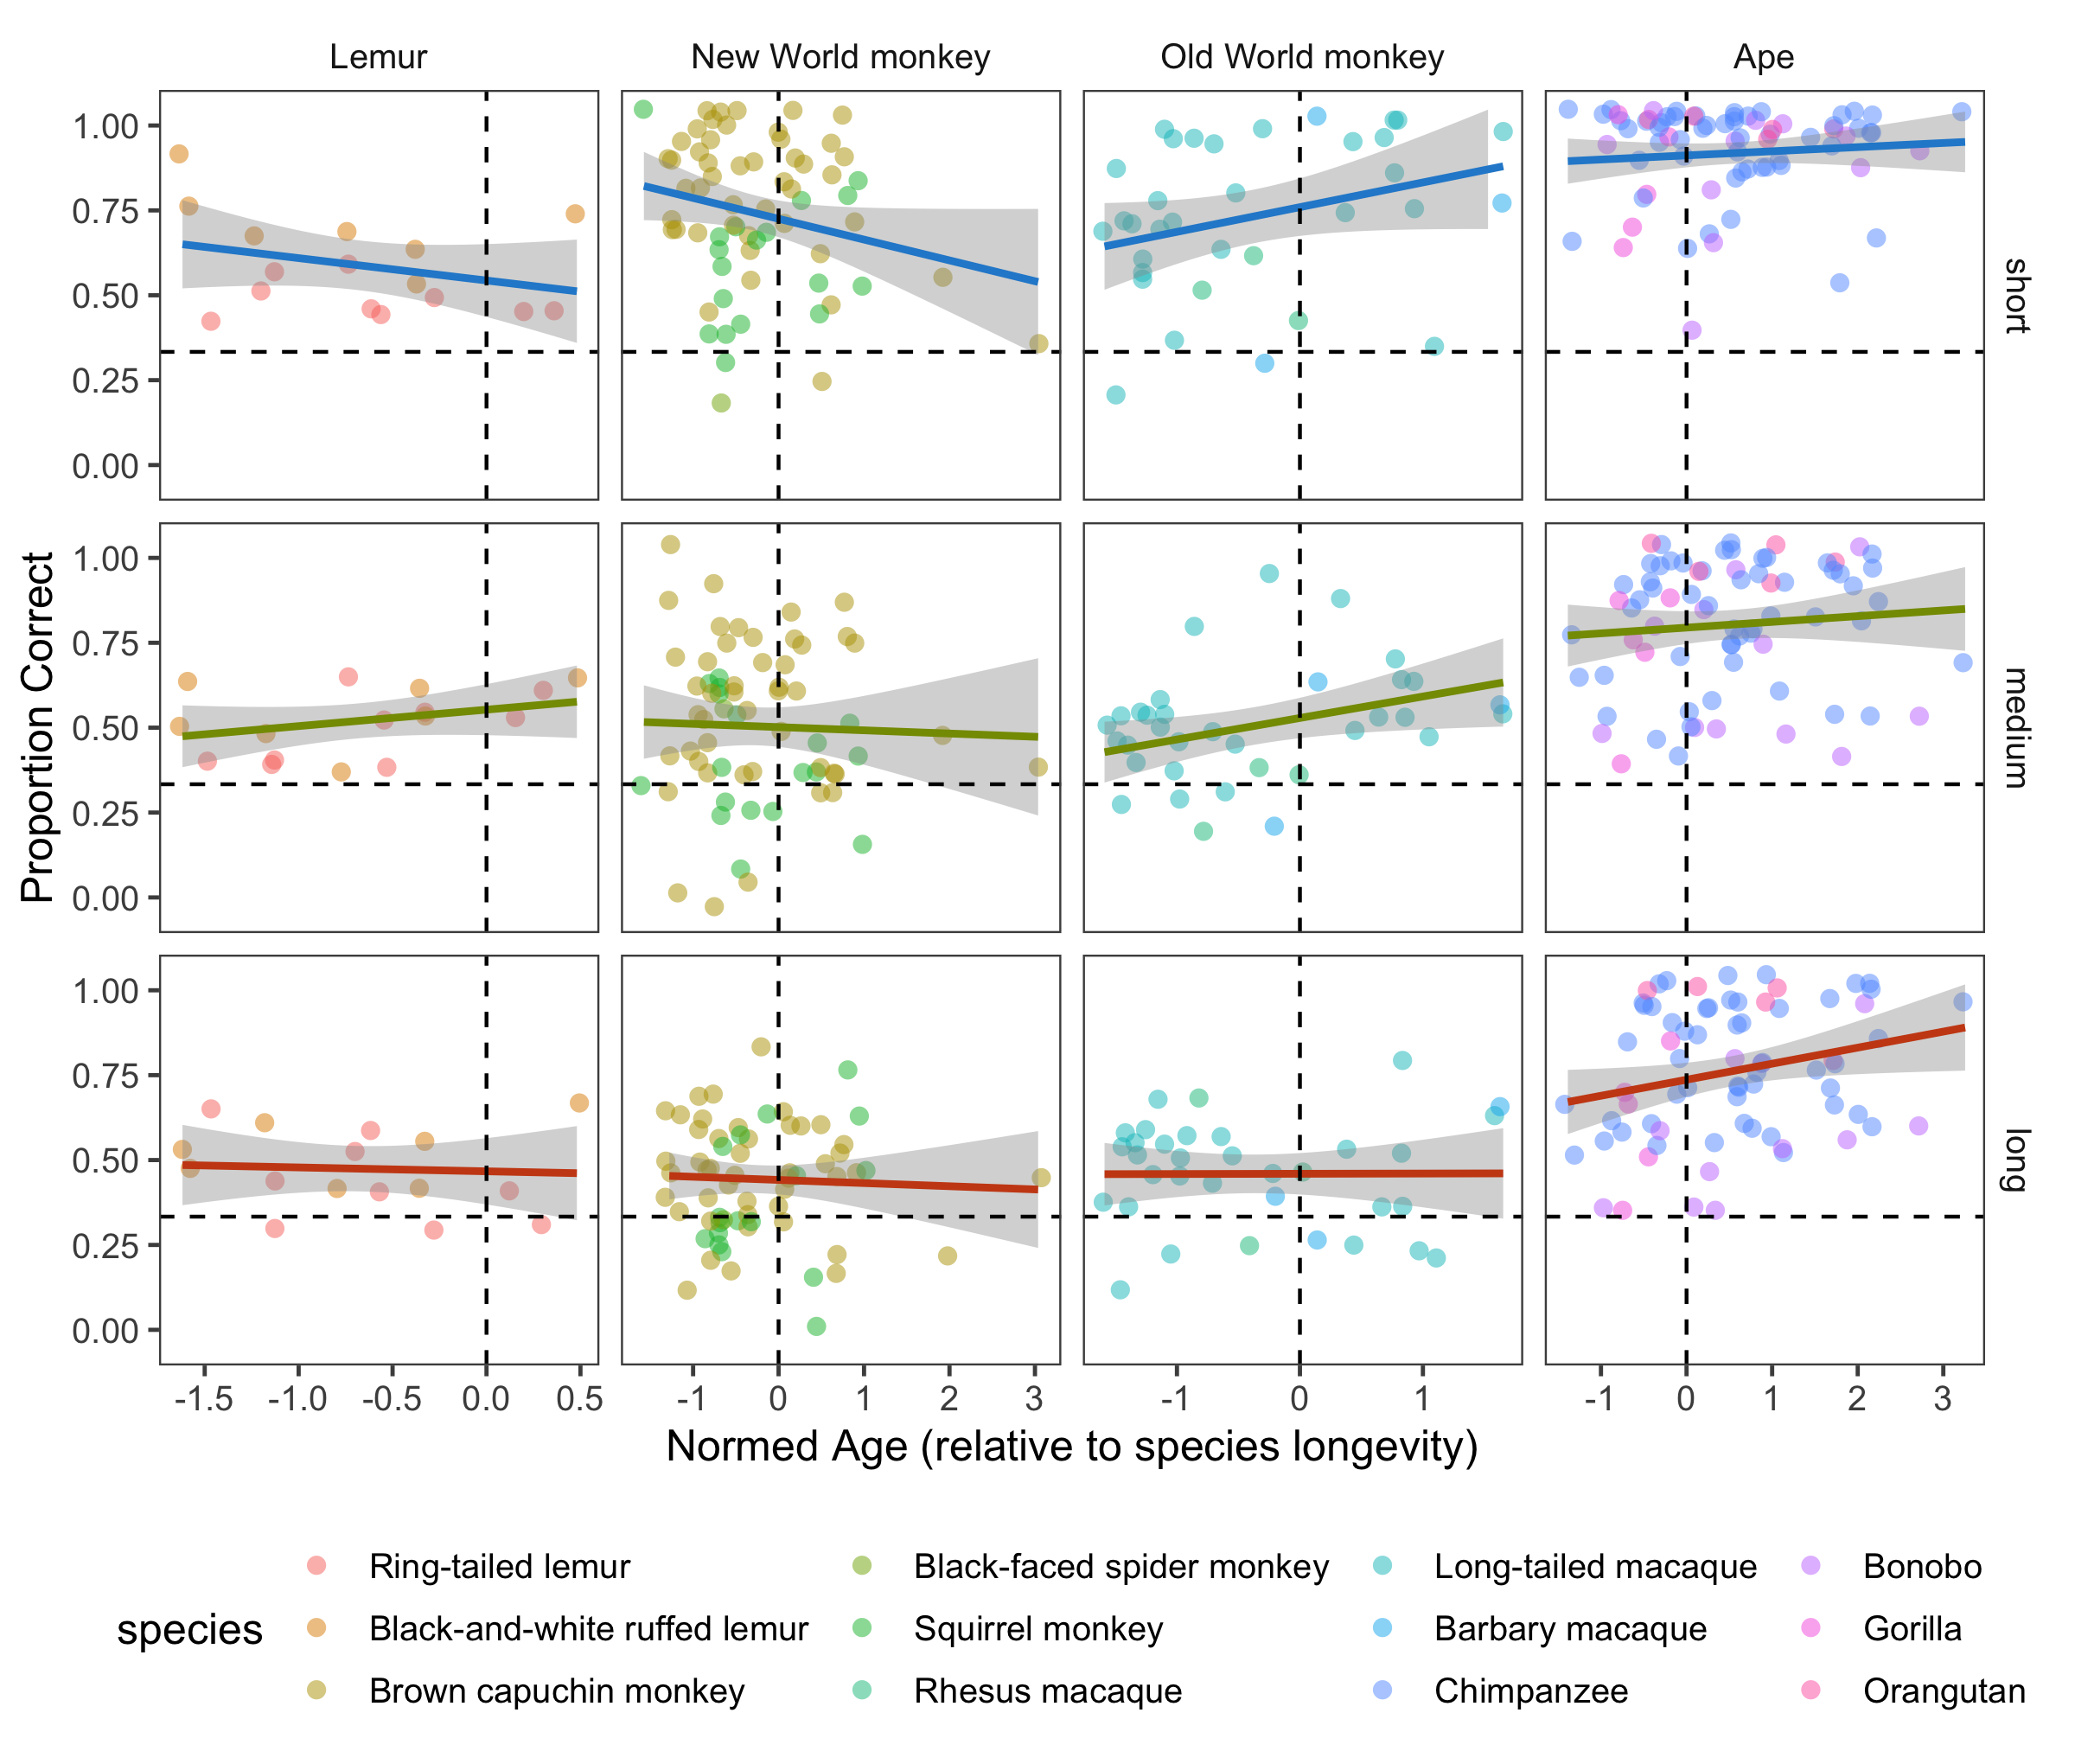 Lemur New World monkey Old World monkey Ape
1.00
0.75
0.50
0.25
0.00
short
1.00
0.75
0.50
0.25
0.00
medium
Proportion Correct
1.00
0.75
0.50
0.25
0.00
long
-1.5 -1.0 -0.5 0.0 0.5 -1 0 1 2 3 -1 0 1 -1 0 1 2 3
Normed Age (relative to species longevity)
species
Ring-tailed lemur
Black-and-white ruffed lemur
Brown capuchin monkey
Black-faced spider monkey
Squirrel monkey
Rhesus macaque
Long-tailed macaque
Barbary macaque
Chimpanzee
Bonobo
Gorilla
Orangutan